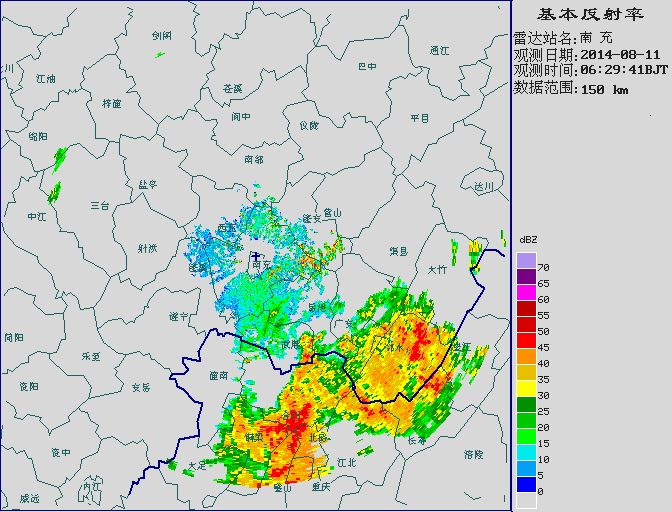 基本反射率
雷达站名:南 充
观测日期:2014-08-11
观测时间:06:29:41BJT
数据范围:150 km
剑阁
通江
川
江油
巴中
梓潼
苍溪
阆中
仪陇
平昌
绵阳
南部
盐亭
达川
三台
中江
蓬安
营山
西充
射洪
渠县
大竹
南充
遂宁
广安
简阳
乐至
潼南
资阳
安岳
铜梁
北碚
长寿
资中
大足
江北
涪陵
内江
璧山
重庆
威远
dBZ
70
65
60
55
50
45
40
35
30
25
20
15
10
5
0